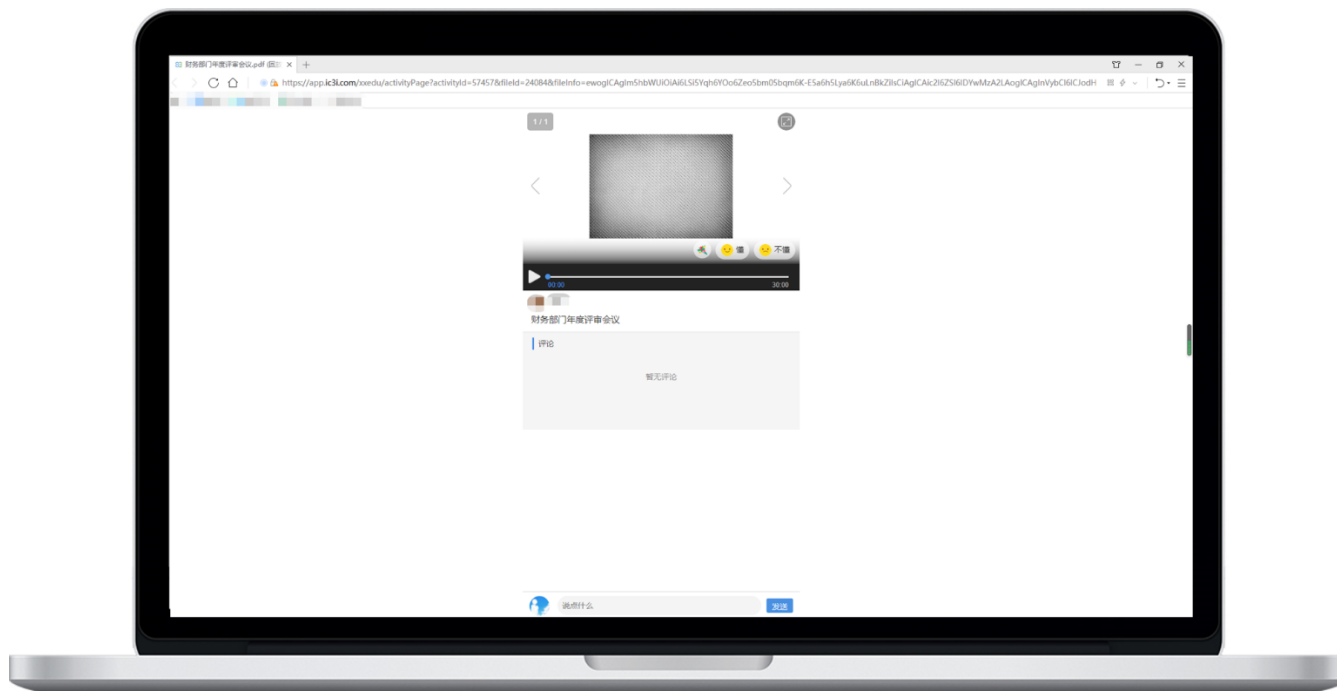 财务部门年度评审会议.pdf (回
https://app.ic3i.com/xxedu/activityPage?activityId=57457&fileId=24084&fileInfo=
1 / 1
懂
不懂
00:00
30:00
财务部门年度评审会议
评论
暂无评论
说点什么
发送